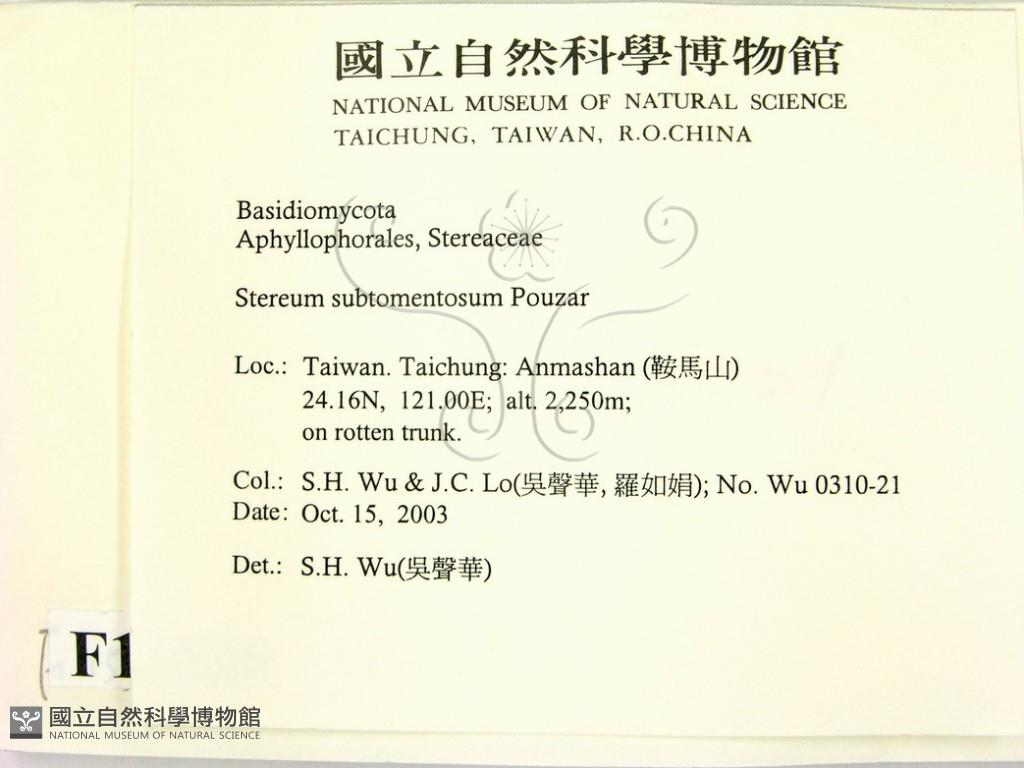 國立自然科學博物館
NATIONAL MUSEUM OF NATURAL SCIENCE
TAICHUNG, TAIWAN, R.O.CHINA
Basidiomycota
Aphyllophorales, Stereaceae
Stereum subtomentosum Pouzar
Loc.: Taiwan. Taichung: Anmashan (鞍馬山)
24.16N, 121.00E; alt. 2,250m;
on rotten trunk.
Col.: S.H. Wu & J.C. Lo(吳聲華, 羅如娟); No. Wu 0310-21
Date: Oct. 15, 2003
Det.: S.H. Wu(吳聲華)
F1
國立自然科學博物館
NATIONAL MUSEUM OF NATURAL SCIENCE